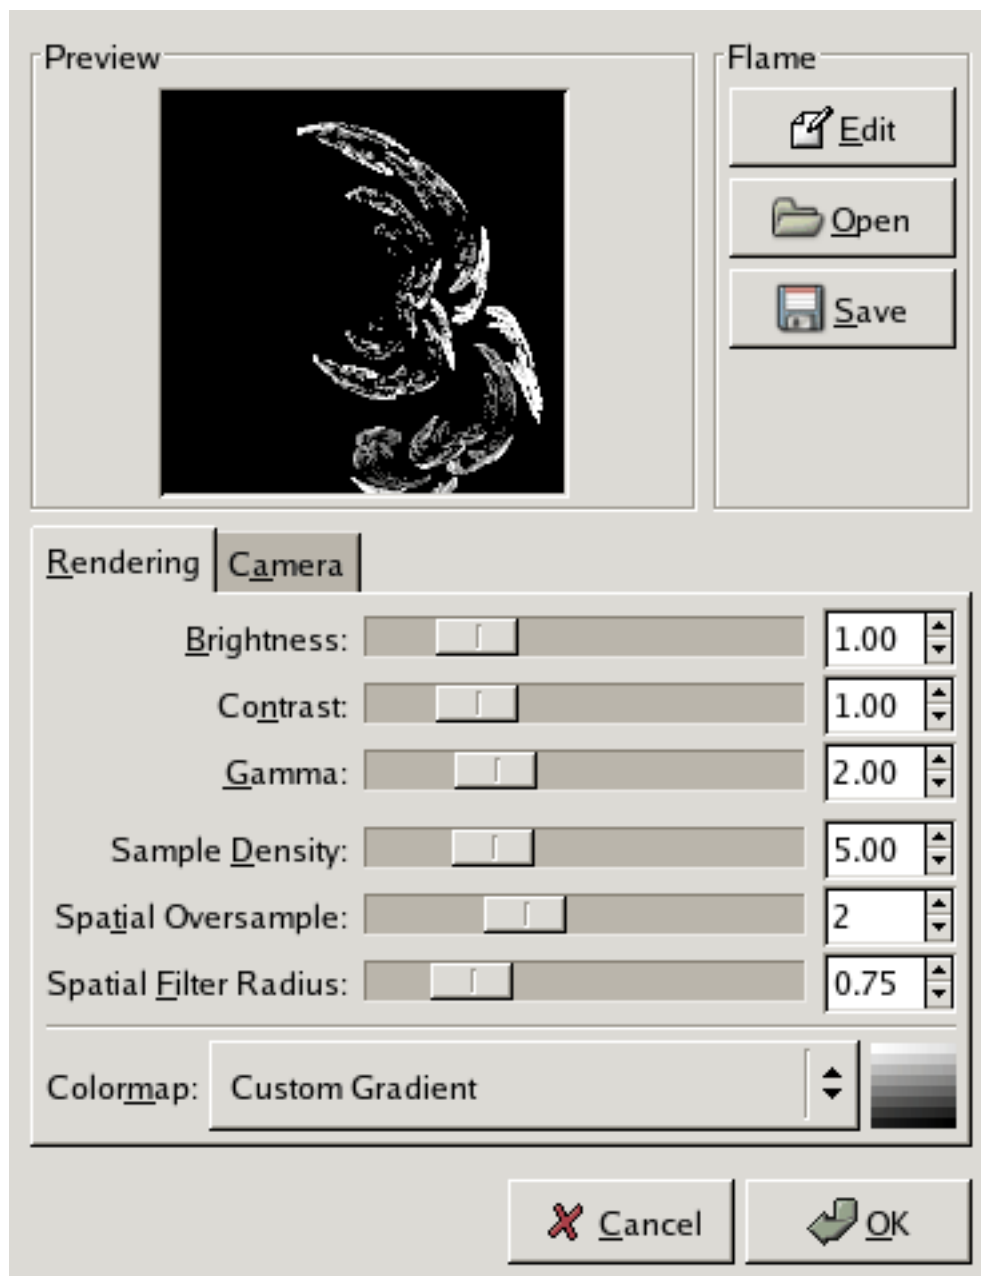 Preview
Flame
Edit
Open
Save
Rendering
Camera
Brightness: 1.00
Contrast: 1.00
Gamma: 2.00
Sample Density: 5.00
Spatial Oversample: 2
Spatial Filter Radius: 0.75
Colormap: Custom Gradient
Cancel
OK